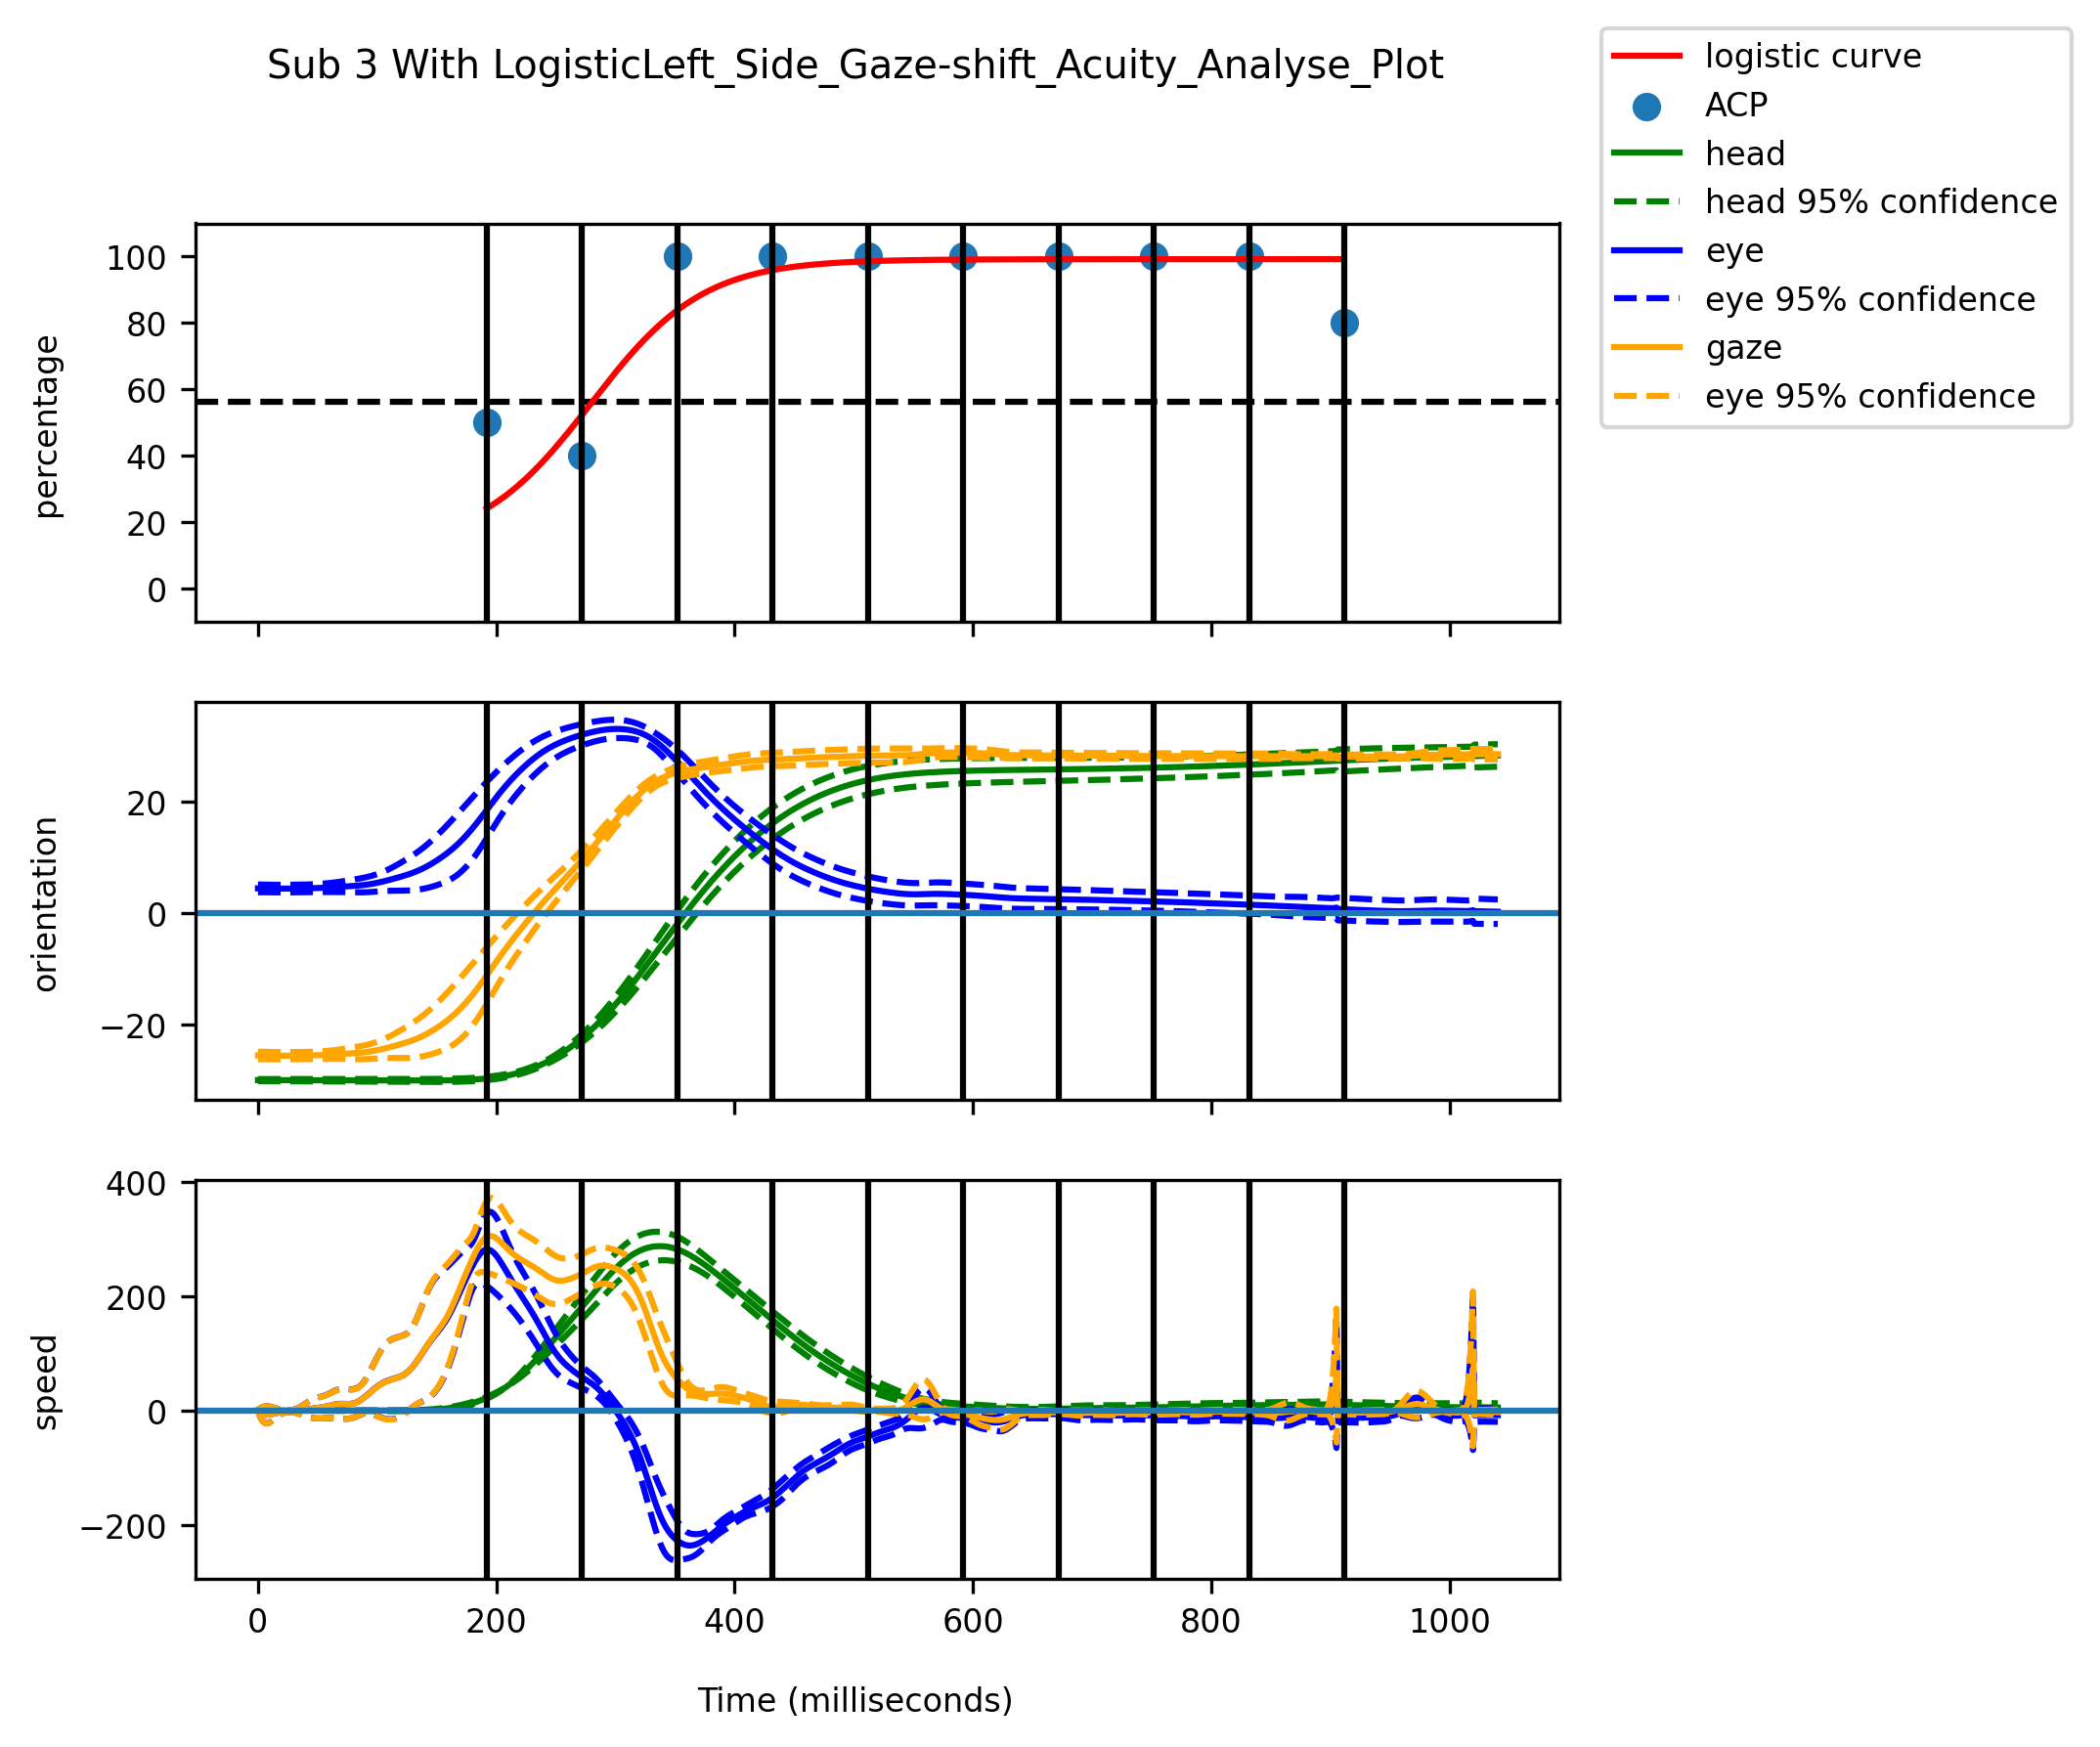 Sub 3 With LogisticLeft_Side_Gaze-shift_Acuity_Analyse_Plot
logistic curve
ACP
head
head 95% confidence
eye
eye 95% confidence
gaze
eye 95% confidence
percentage
100
80
60
40
20
0
orientation
20
0
−20
speed
400
200
0
−200
0 200 400 600 800 1000
Time (milliseconds)